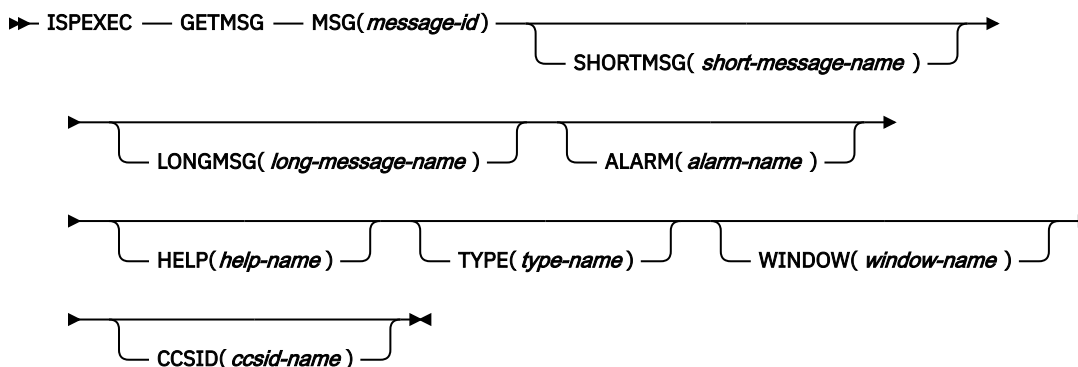 ISPEXEC GETMSG MSG(message-id)
SHORTMSG( short-message-name )
LONGMSG( long-message-name ) ALARM( alarm-name )
HELP( help-name ) TYPE( type-name ) WINDOW( window-name )
CCSID( ccsid-name )